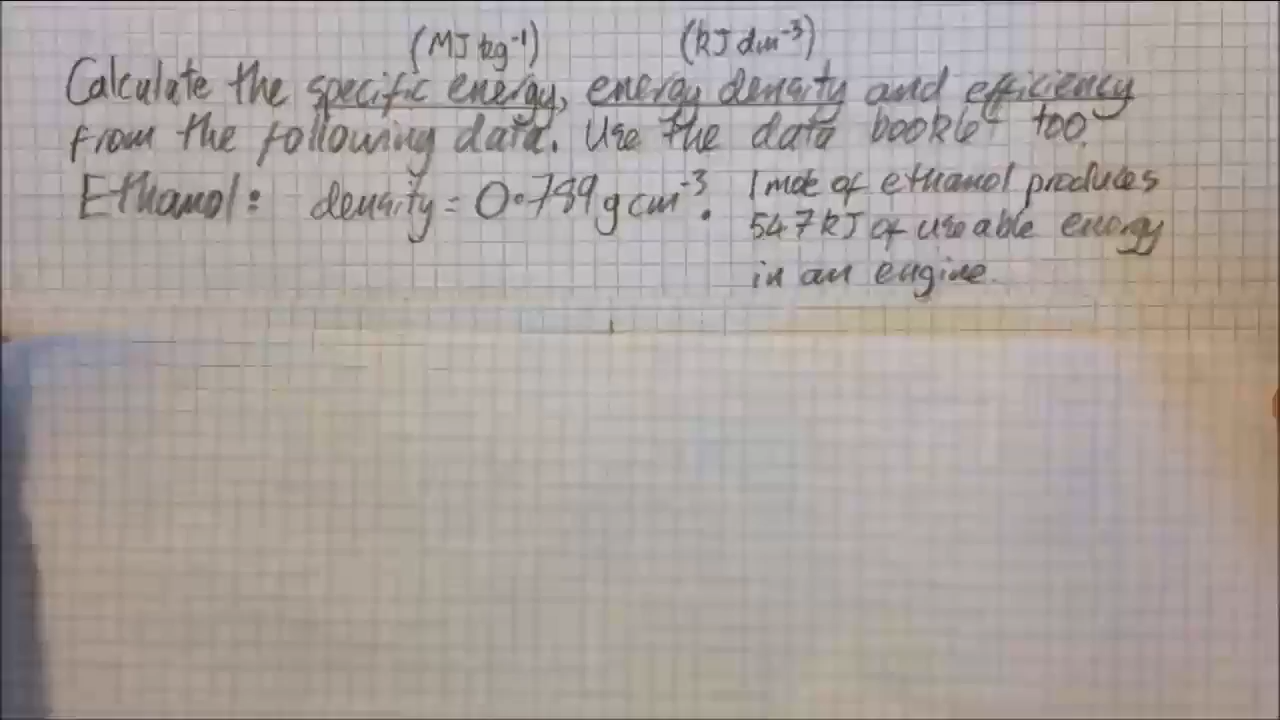 (MJ kg⁻¹) (kJ dm⁻³)
Calculate the specific energy, energy density and efficiency
from the following data. Use the data booklet too.
Ethanol: density = 0.789 g cm⁻³. 1 mole of ethanol produces
547 kJ of useable energy
in an engine.